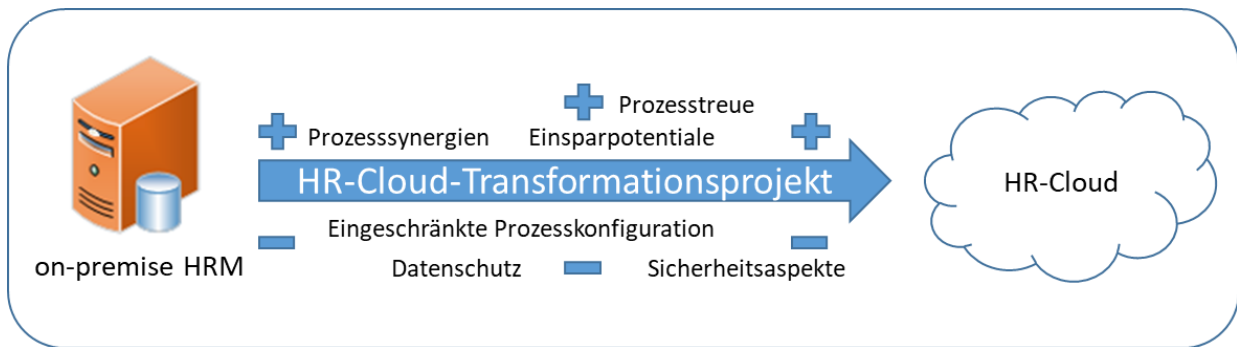 Prozesstreue
Prozesssynergien Einsparpotentiale
HR-Cloud-Transformationsprojekt
HR-Cloud
Eingeschränkte Prozesskonfiguration
on-premise HRM
Datenschutz Sicherheitsaspekte